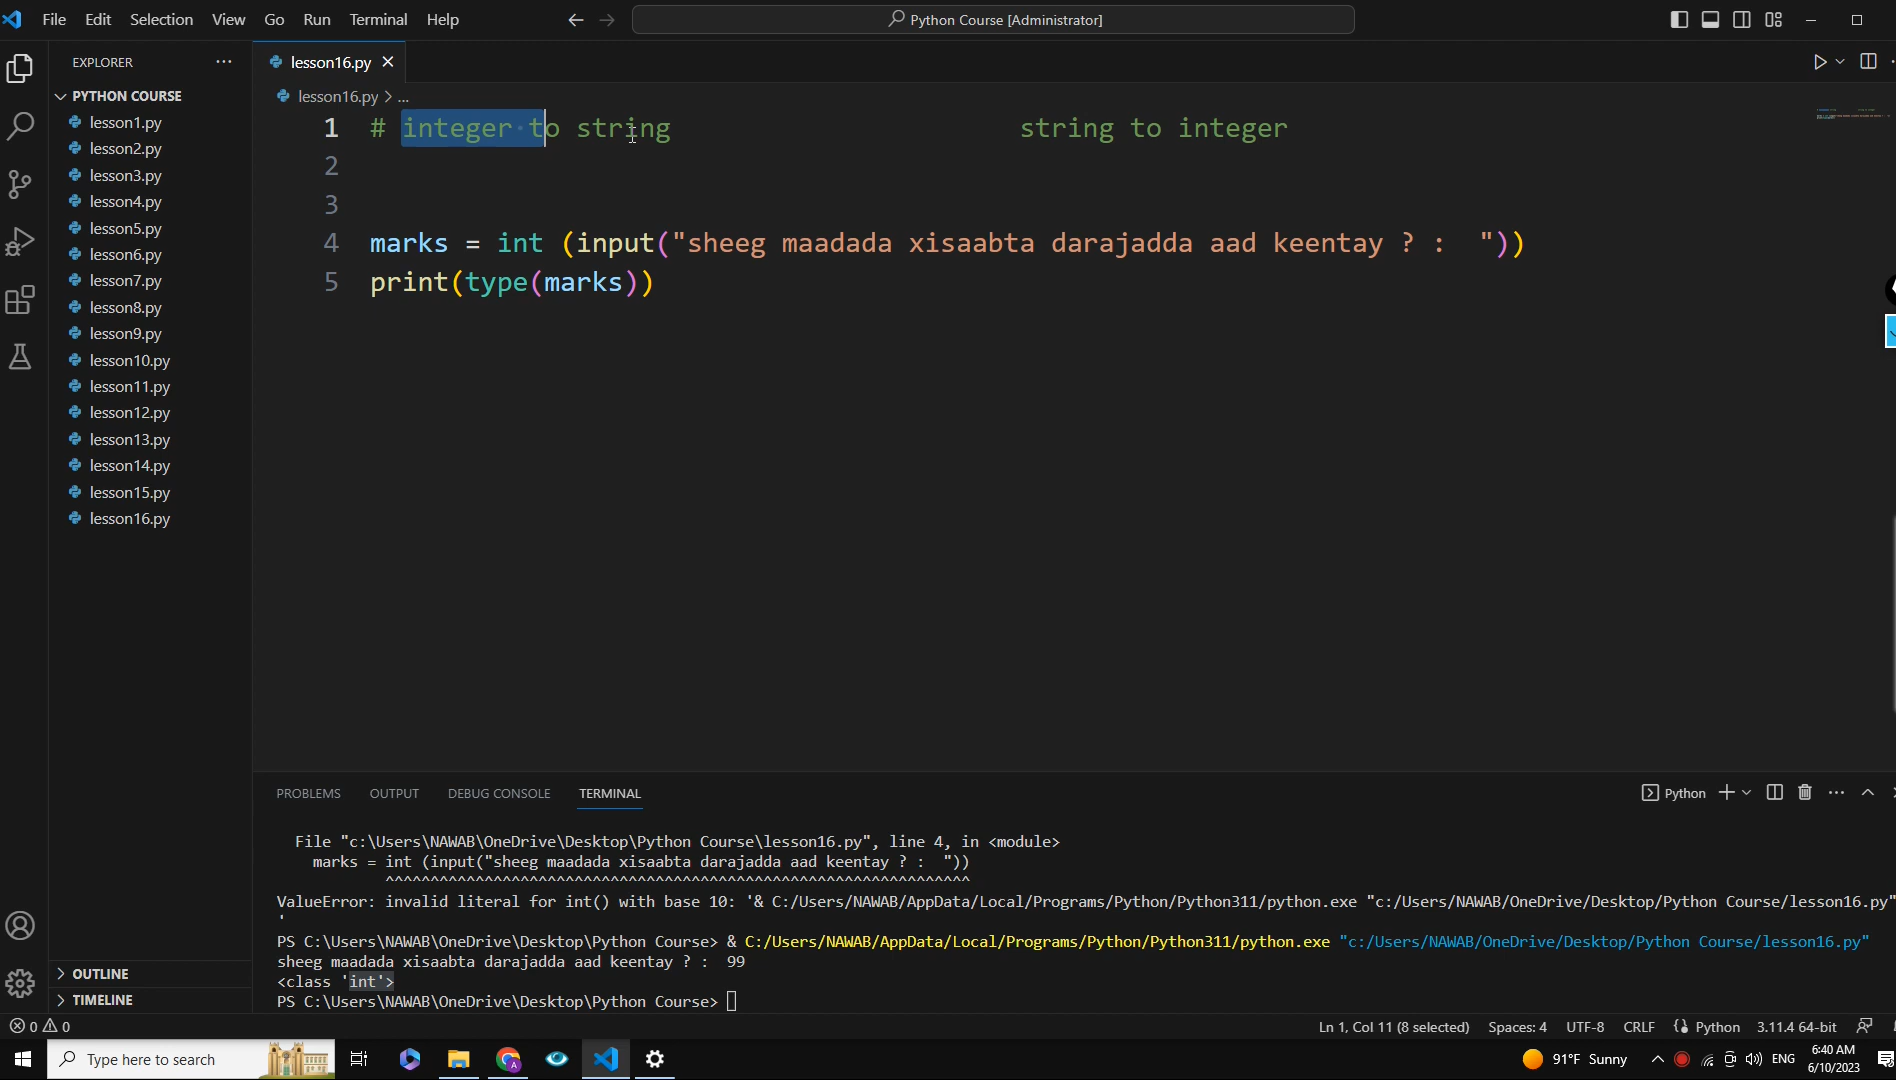 File Edit Selection View Go Run Terminal Help
Python Course [Administrator]
EXPLORER
lesson16.py
PYTHON COURSE
lesson16.py > ...
lesson1.py
lesson2.py
lesson3.py
lesson4.py
lesson5.py
lesson6.py
lesson7.py
lesson8.py
lesson9.py
lesson10.py
lesson11.py
lesson12.py
lesson13.py
lesson14.py
lesson15.py
lesson16.py
OUTLINE
TIMELINE
1 # integer to string string to integer
2
3
4 marks = int (input("sheeg maadada xisaabta darajadda aad keentay ? :  "))
5 print(type(marks))
PROBLEMS OUTPUT DEBUG CONSOLE TERMINAL
Python
File "c:\Users\NAWAB\OneDrive\Desktop\Python Course\lesson16.py", line 4, in <module>
marks = int (input("sheeg maadada xisaabta darajadda aad keentay ? :  "))
^^^^^^^^^^^^^^^^^^^^^^^^^^^^^^^^^^^^^^^^^^^^^^^^^^^^^^^^^^^^^^^^^
ValueError: invalid literal for int() with base 10: '& C:/Users/NAWAB/AppData/Local/Programs/Python/Python311/python.exe "c:/Users/NAWAB/OneDrive/Desktop/Python Course/lesson16.py"
'
PS C:\Users\NAWAB\OneDrive\Desktop\Python Course> & C:/Users/NAWAB/AppData/Local/Programs/Python/Python311/python.exe "c:/Users/NAWAB/OneDrive/Desktop/Python Course/lesson16.py"
sheeg maadada xisaabta darajadda aad keentay ? :  99
<class 'int'>
PS C:\Users\NAWAB\OneDrive\Desktop\Python Course>
0 0
Ln 1, Col 11 (8 selected) Spaces: 4 UTF-8 CRLF Python 3.11.4 64-bit
Type here to search
91°F Sunny
ENG
6:40 AM
6/10/2023